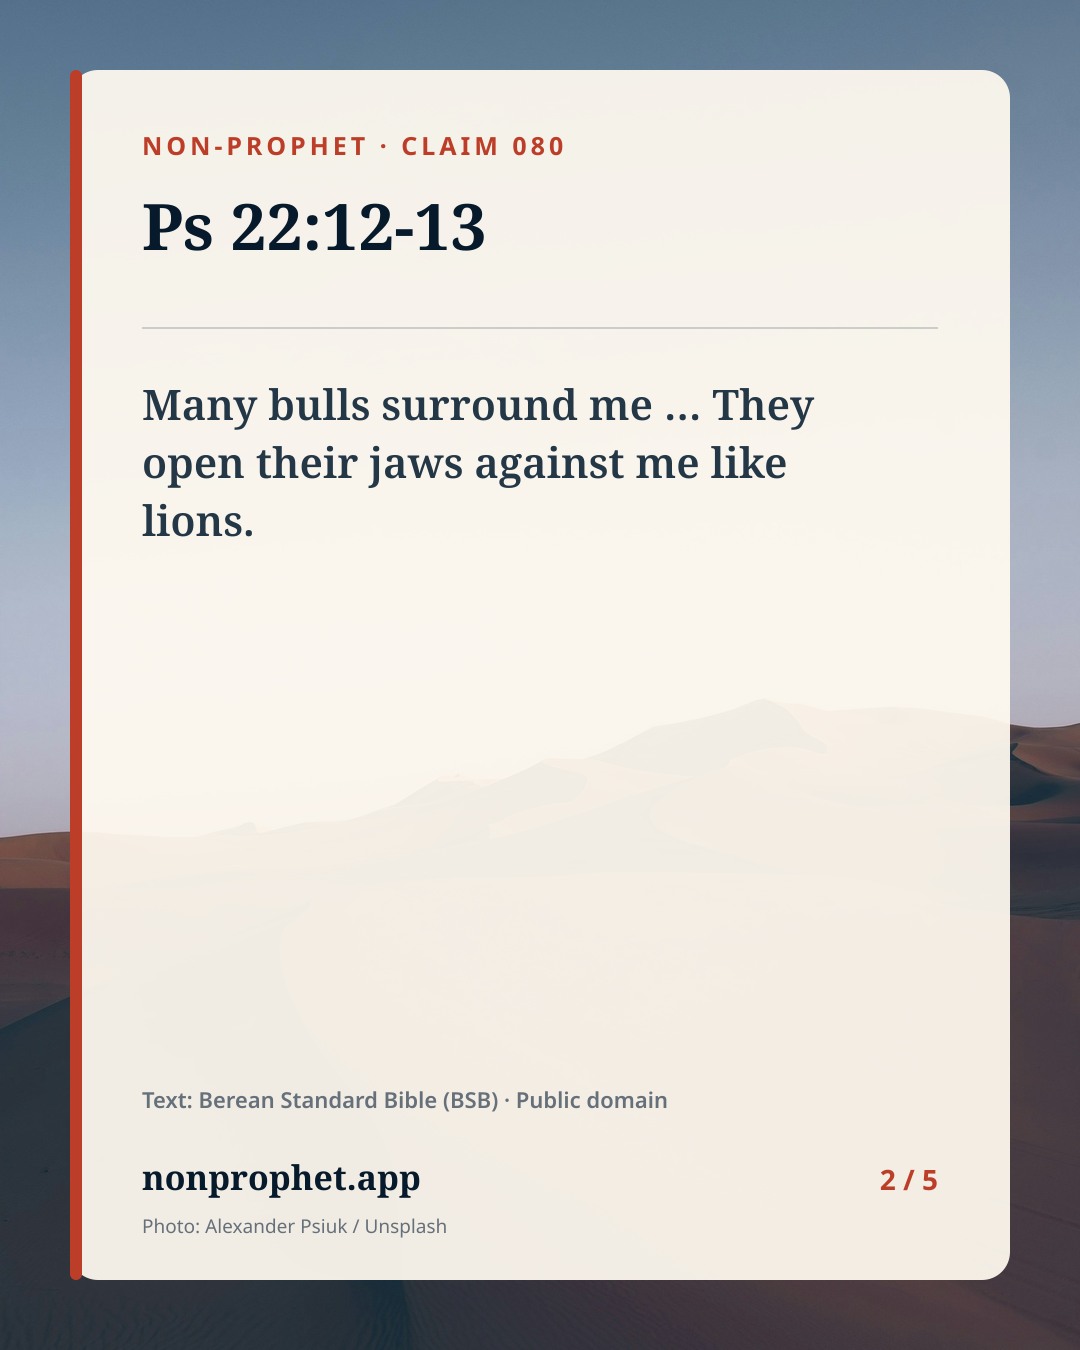 NON-PROPHET · CLAIM 080
Ps 22:12-13
Many bulls surround me ... They
open their jaws against me like
lions.
Text: Berean Standard Bible (BSB) · Public domain
nonprophet.app
2 / 5
Photo: Alexander Psiuk / Unsplash